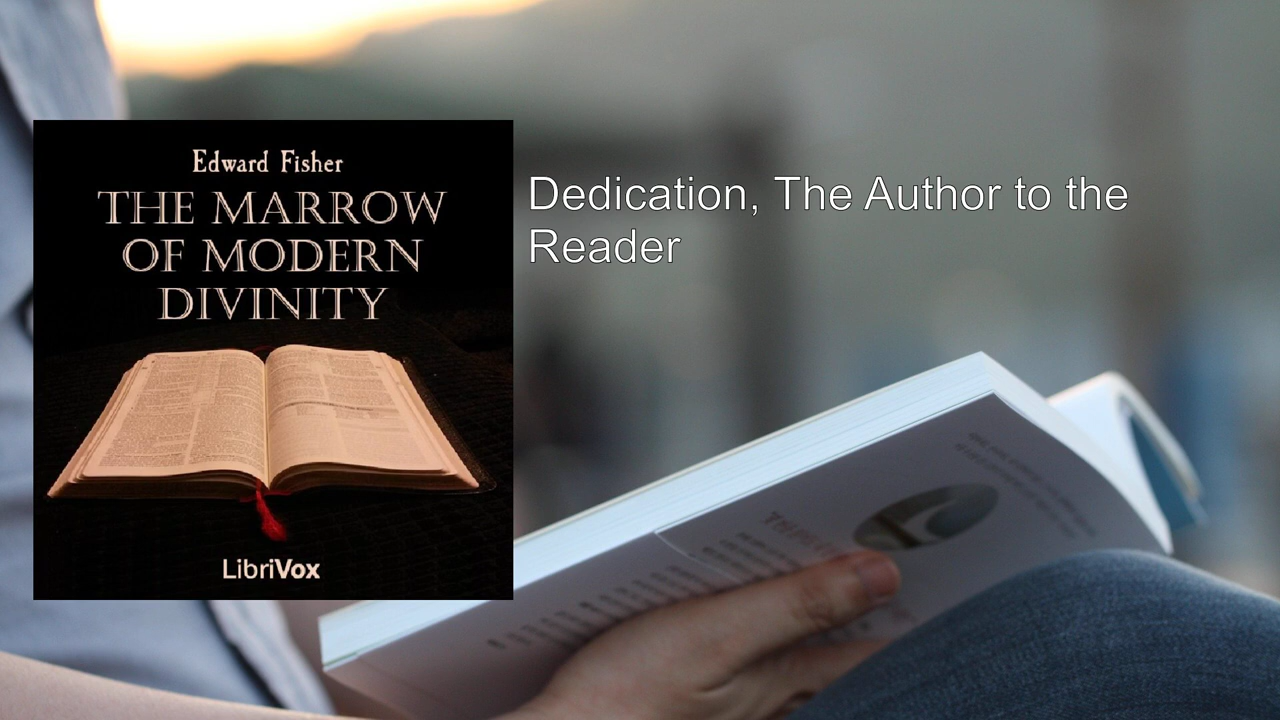 Edward Fisher
THE MARROW
OF MODERN
DIVINITY
LibriVox
Dedication, The Author to the
Reader